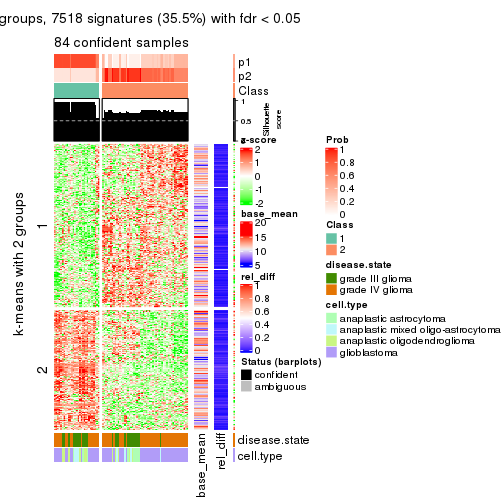 groups, 7518 signatures (35.5%) with fdr < 0.05
84 confident samples
p1
p2
Class
1
0.5
0
Silhouette
score
k-means with 2 groups
1
2
z-score
2
1
0
-1
-2
base_mean
20
15
10
5
rel_diff
1
0.8
0.6
0.4
0.2
0
Status (barplots)
confident
ambiguous
Prob
1
0.8
0.6
0.4
0.2
0
Class
1
2
disease.state
grade III glioma
grade IV glioma
cell.type
anaplastic astrocytoma
anaplastic mixed oligo-astrocytoma
anaplastic oligodendroglioma
glioblastoma
disease.state
cell.type
base_mean
rel_diff